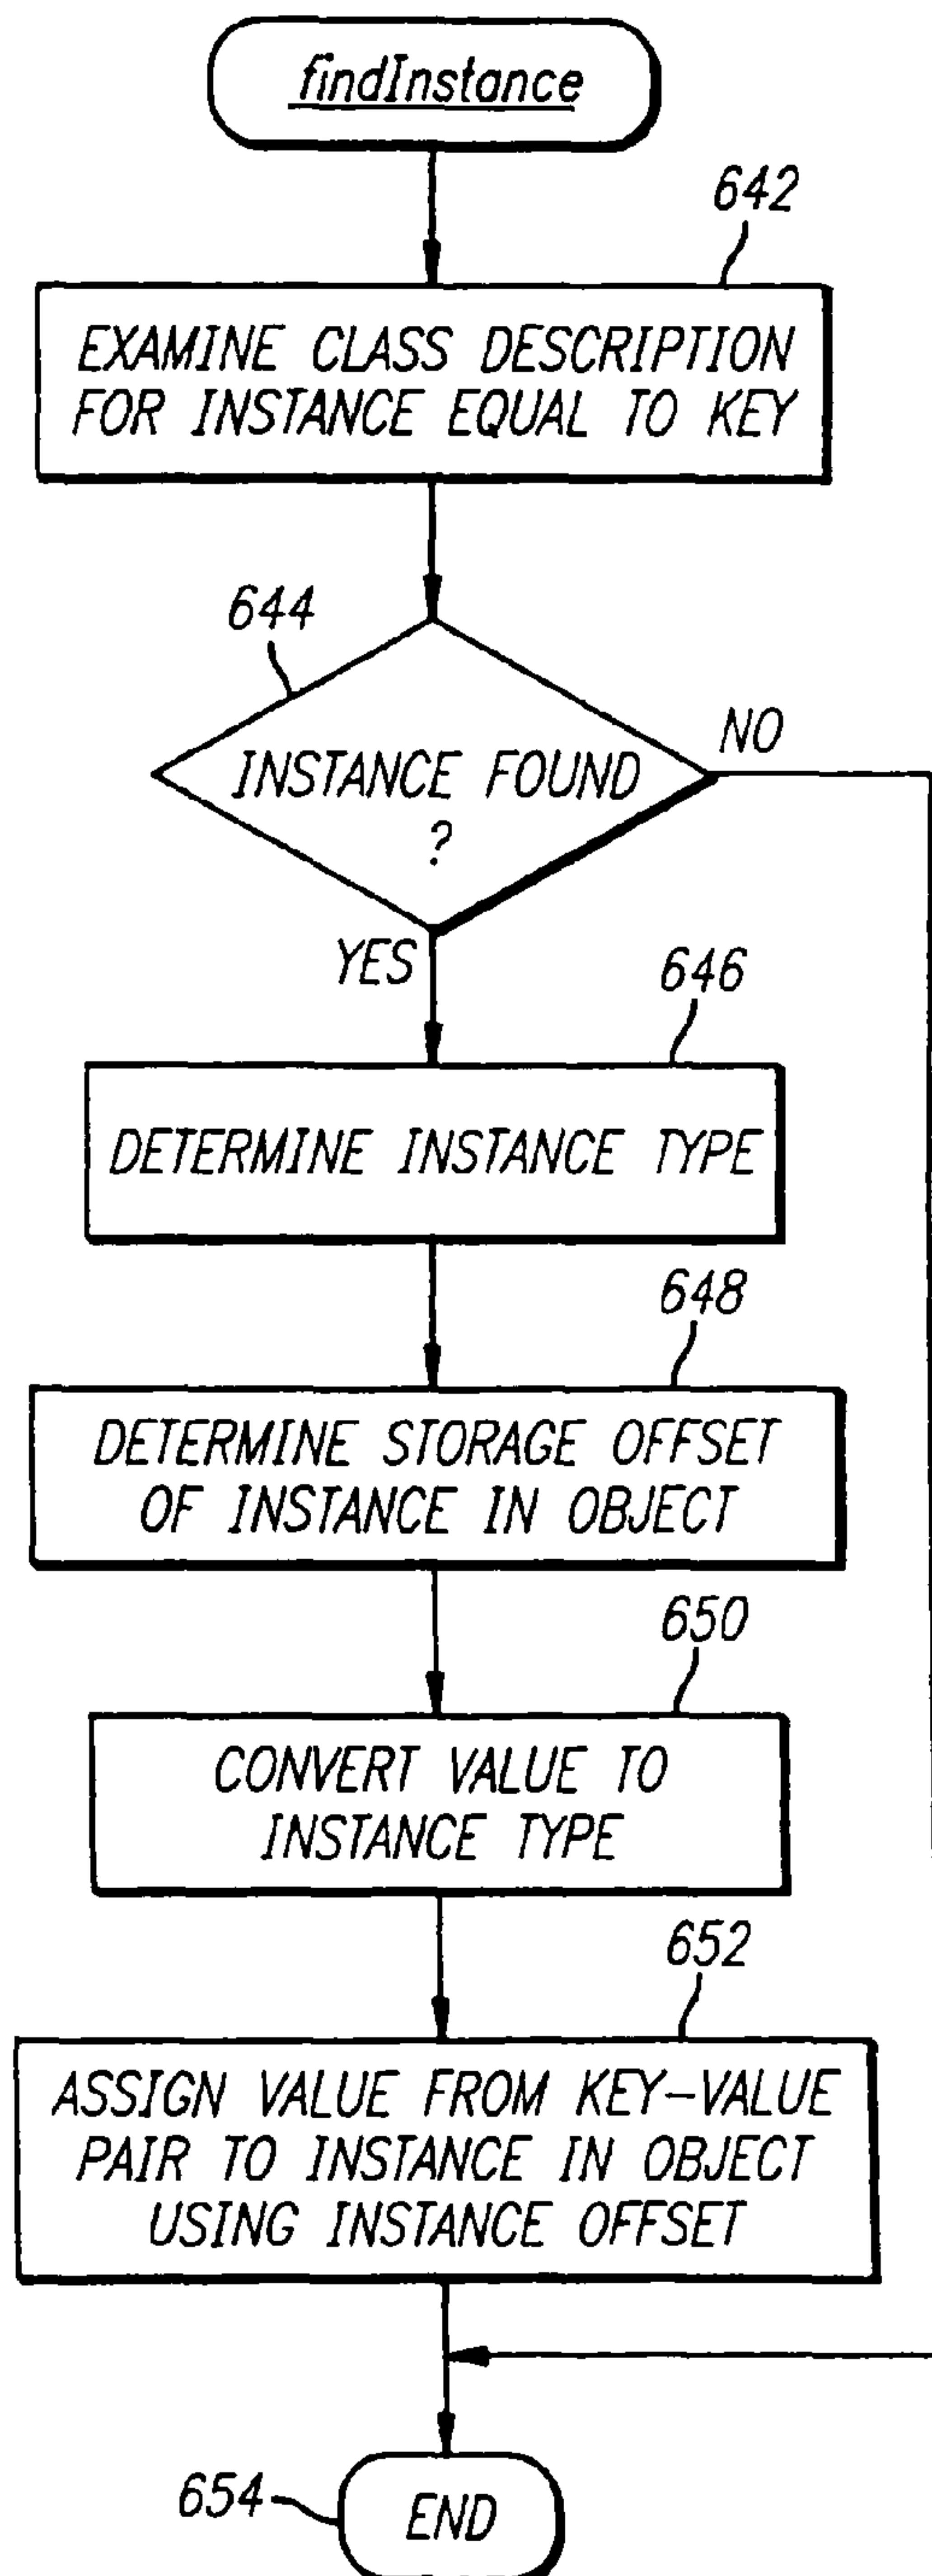 findInstance
642
EXAMINE CLASS DESCRIPTION
FOR INSTANCE EQUAL TO KEY
644
INSTANCE FOUND
?
NO
YES
646
DETERMINE INSTANCE TYPE
648
DETERMINE STORAGE OFFSET
OF INSTANCE IN OBJECT
650
CONVERT VALUE TO
INSTANCE TYPE
652
ASSIGN VALUE FROM KEY-VALUE
PAIR TO INSTANCE IN OBJECT
USING INSTANCE OFFSET
654
END